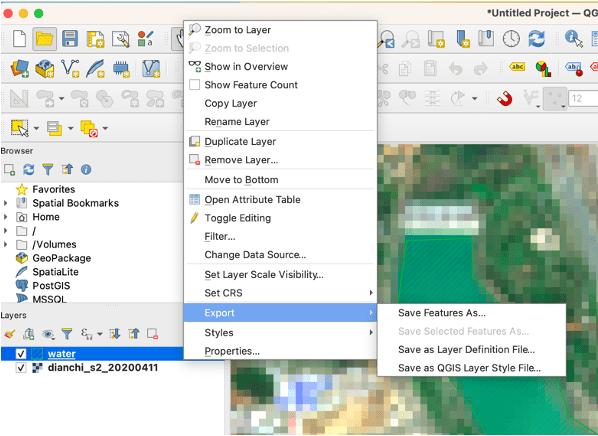 *Untitled Project — QG
Zoom to Layer
Zoom to Selection
Show in Overview
Show Feature Count
Copy Layer
Rename Layer
Duplicate Layer
Remove Layer...
Move to Bottom
Open Attribute Table
Toggle Editing
Filter...
Change Data Source...
Set Layer Scale Visibility...
Set CRS
Export
Styles
Properties...
Save Features As...
Save Selected Features As...
Save as Layer Definition File...
Save as QGIS Layer Style File...
abc
abc
12
Browser
Favorites
Spatial Bookmarks
Home
/
/Volumes
GeoPackage
SpatiaLite
PostGIS
MSSQL
Layers
water
dianchi_s2_20200411